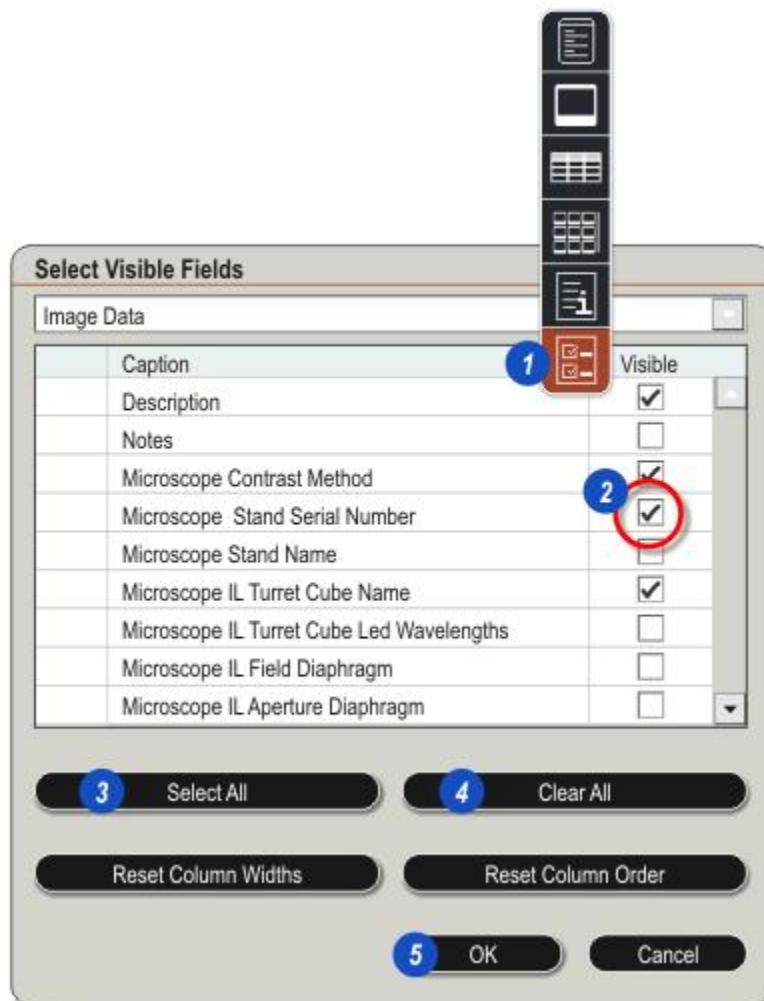 Select Visible Fields
Image Data
Caption 1 Visible
Description
Notes
Microscope Contrast Method
2
Microscope Stand Serial Number
Microscope Stand Name
Microscope IL Turret Cube Name
Microscope IL Turret Cube Led Wavelengths
Microscope IL Field Diaphragm
Microscope IL Aperture Diaphragm
3 Select All 4 Clear All
Reset Column Widths Reset Column Order
5 OK Cancel